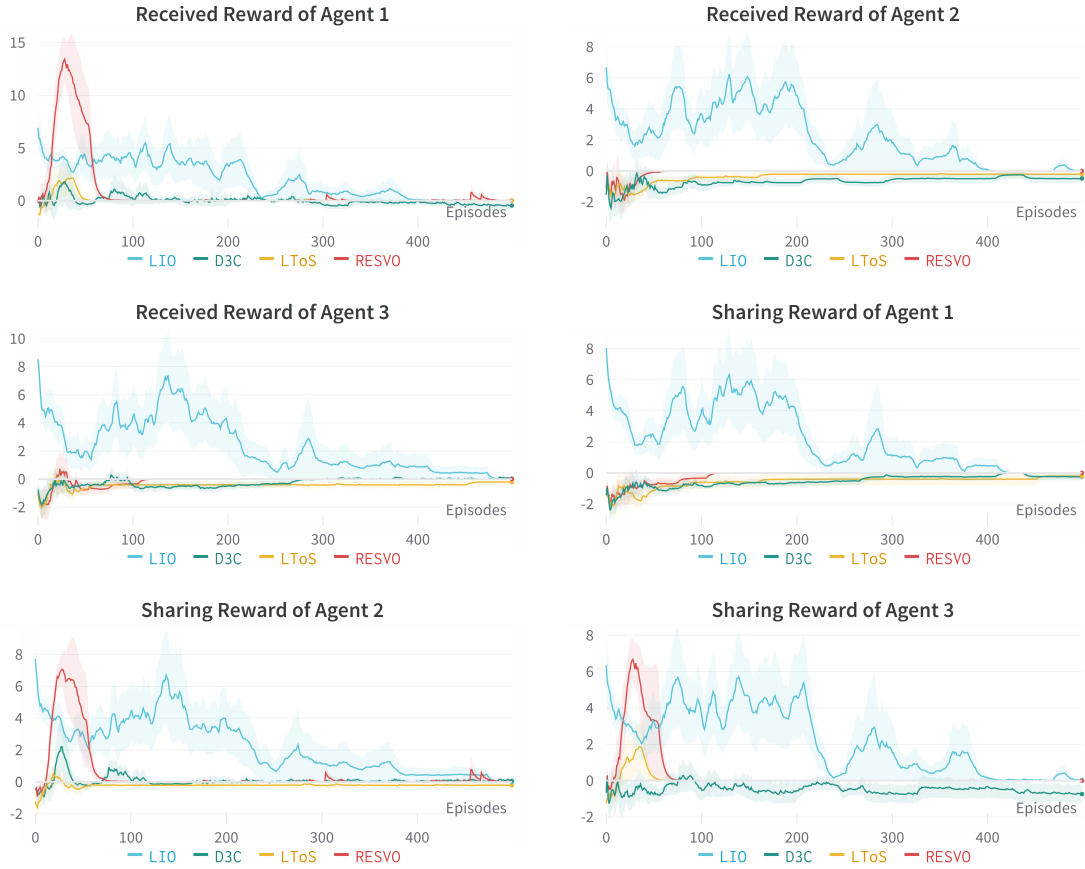 Received Reward of Agent 1
15
10
5
0
Episodes
0 100 200 300 400
LIO D3C LToS RESVO
Received Reward of Agent 2
8
6
4
2
0
-2
Episodes
0 100 200 300 400
LIO D3C LToS RESVO
Received Reward of Agent 3
10
8
6
4
2
0
-2
Episodes
0 100 200 300 400
LIO D3C LToS RESVO
Sharing Reward of Agent 1
8
6
4
2
0
-2
Episodes
0 100 200 300 400
LIO D3C LToS RESVO
Sharing Reward of Agent 2
8
6
4
2
0
-2
Episodes
0 100 200 300 400
LIO D3C LToS RESVO
Sharing Reward of Agent 3
8
6
4
2
0
-2
Episodes
0 100 200 300 400
LIO D3C LToS RESVO